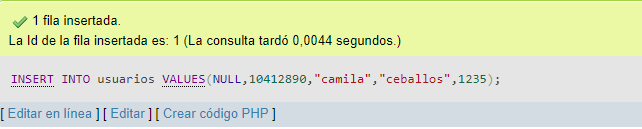 1 fila insertada.
La Id de la fila insertada es: 1 (La consulta tardó 0,0044 segundos.)
INSERT INTO usuarios VALUES(NULL,10412890,"camila","ceballos",1235);
[ Editar en línea ] [ Editar ] [ Crear código PHP ]